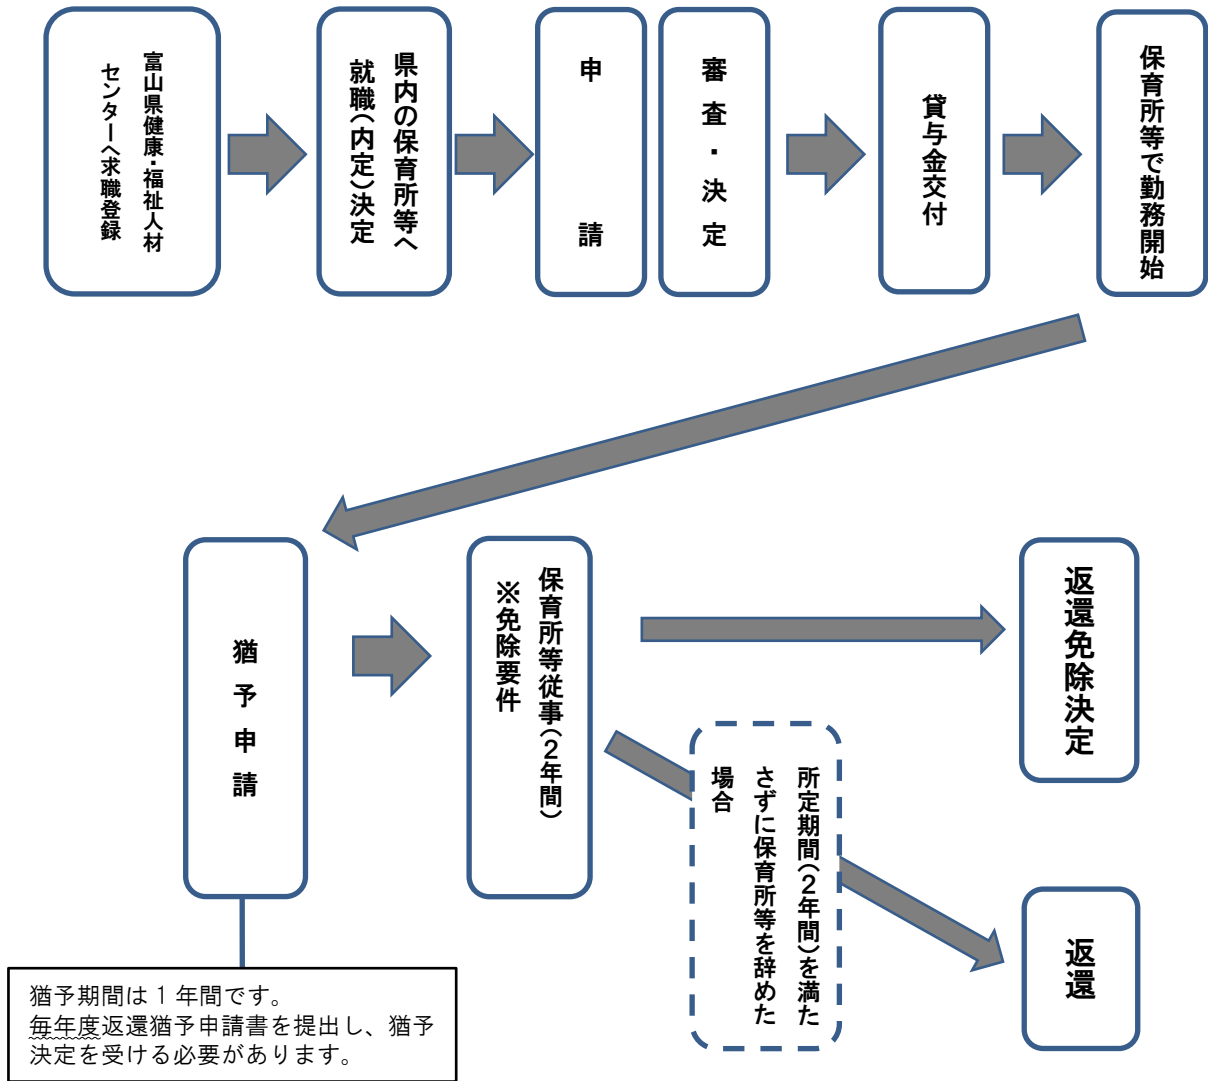 富山県健康・福祉人材
センターへ求職登録
県内の保育所等へ
就職(内定)決定
申請
審査・決定
貸与金交付
保育所等で勤務開始
猶予申請
保育所等従事(2年間)
※免除要件
返還免除決定
所定期間(2年間)を満た
さずに保育所等を辞めた
場合
返還
猶予期間は1年間です。
毎年度返還猶予申請書を提出し、猶予
決定を受ける必要があります。